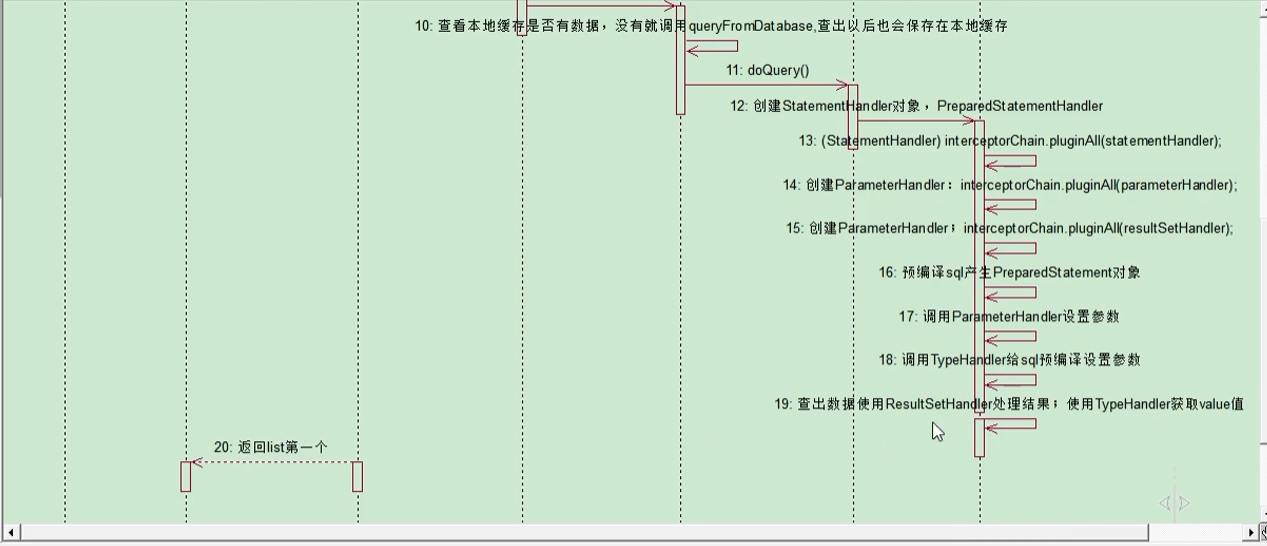 10: 查看本地缓存是否有数据，没有就调用queryFromDatabase,查出以后也会保存在本地缓存
11: doQuery()
12: 创建StatementHandler对象，PreparedStatementHandler
13: (StatementHandler) interceptorChain.pluginAll(statementHandler);
14: 创建ParameterHandler：interceptorChain.pluginAll(parameterHandler);
15: 创建ParameterHandler；interceptorChain.pluginAll(resultSetHandler);
16: 预编译sql产生PreparedStatement对象
17: 调用ParameterHandler设置参数
18: 调用TypeHandler给sql预编译设置参数
19: 查出数据使用ResultSetHandler处理结果；使用TypeHandler获取value值
20: 返回list第一个